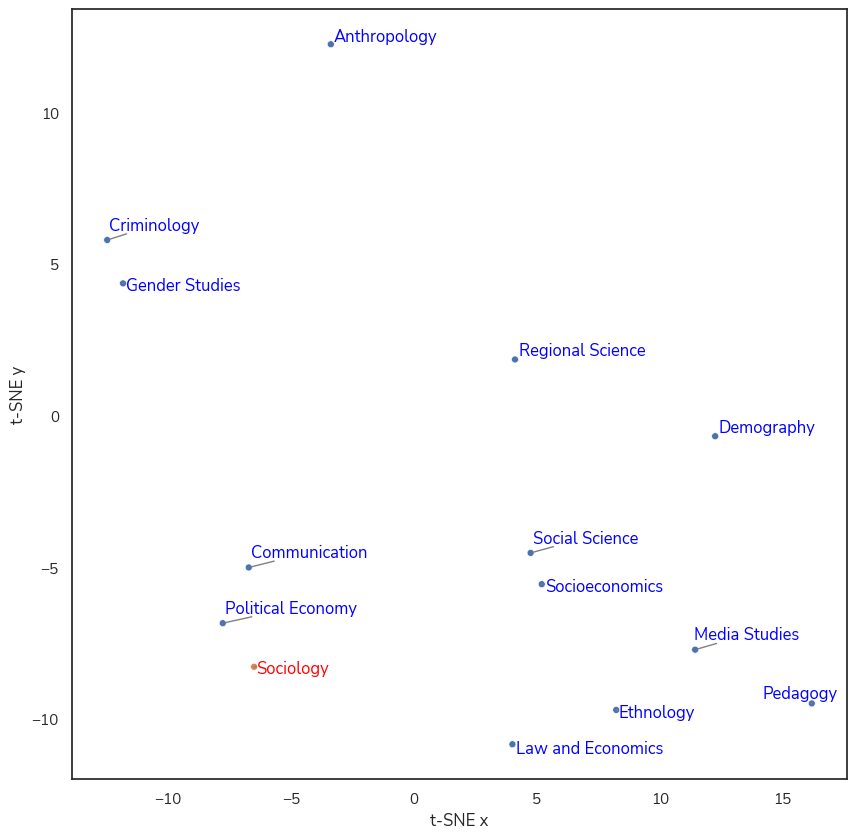 Anthropology
10
Criminology
5
Gender Studies
Regional Science
t-SNE y
0
Demography
Social Science
Communication
−5
Socioeconomics
Political Economy
Media Studies
Sociology
Pedagogy
Ethnology
−10
Law and Economics
−10 −5 0 5 10 15
t-SNE x